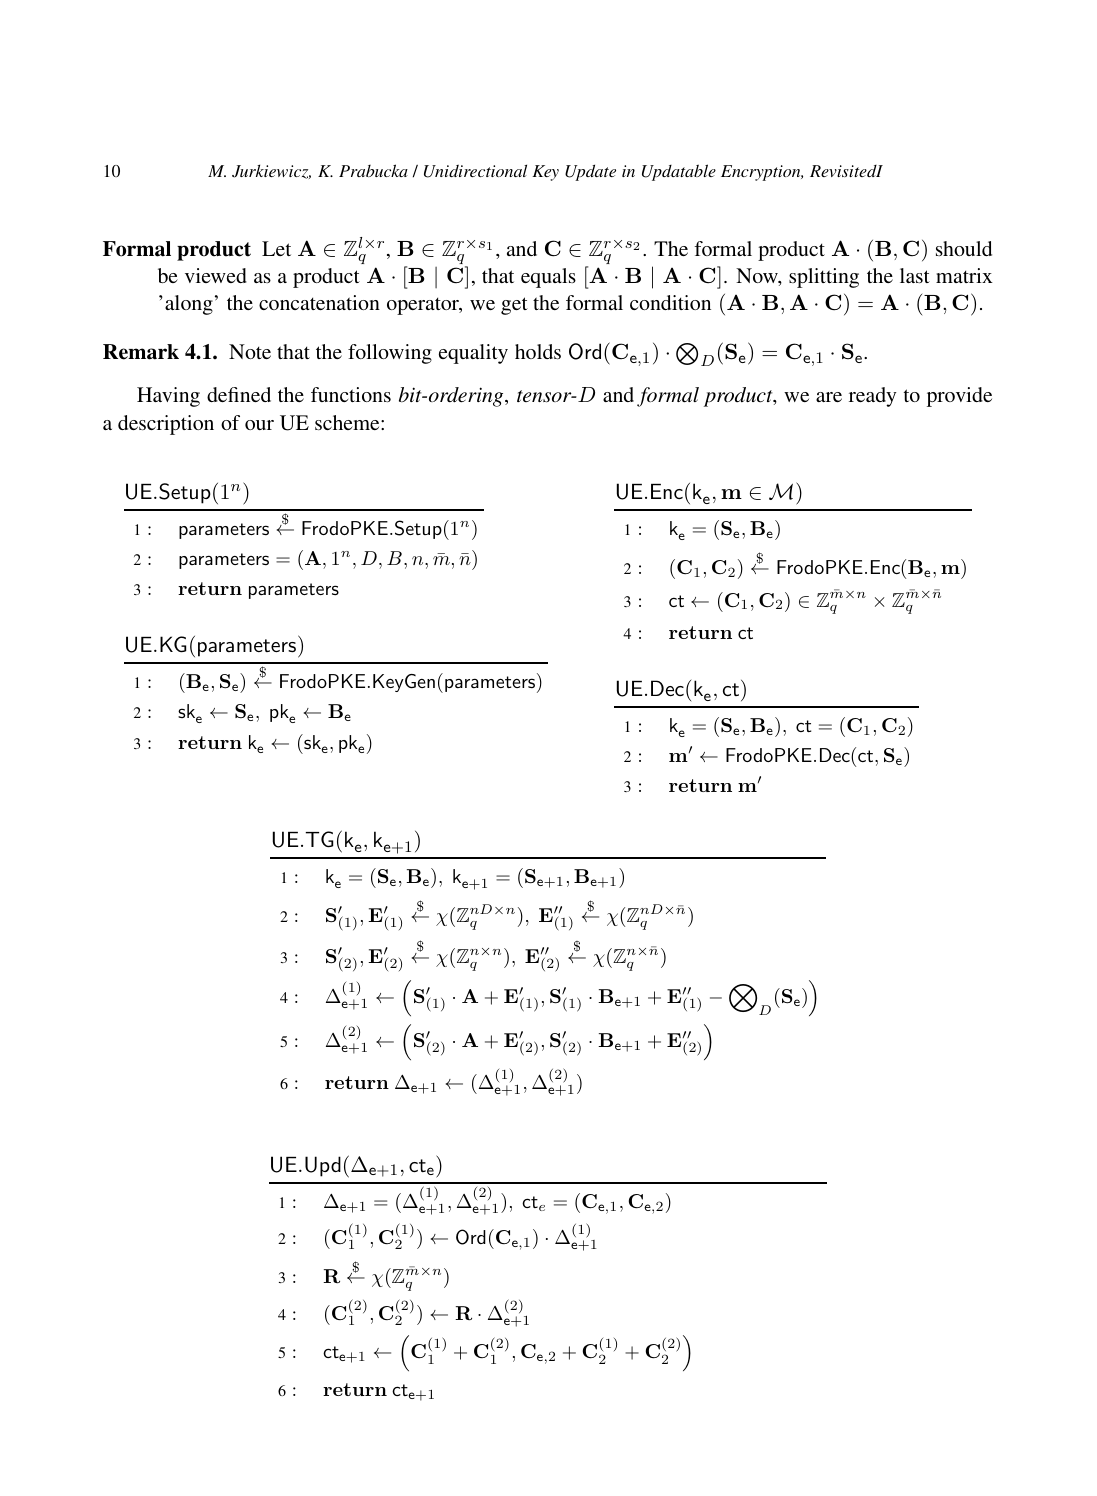 10 M. Jurkiewicz, K. Prabucka / Unidirectional Key Update in Updatable Encryption, RevisitedI
Formal product Let A ∈ ℤ_q^{l×r}, B ∈ ℤ_q^{r×s_1}, and C ∈ ℤ_q^{r×s_2}. The formal product A · (B, C) should
be viewed as a product A · [B | C], that equals [A · B | A · C]. Now, splitting the last matrix
'along' the concatenation operator, we get the formal condition (A · B, A · C) = A · (B, C).
Remark 4.1. Note that the following equality holds Ord(C_{e,1}) · ⨂_D(S_e) = C_{e,1} · S_e.
Having defined the functions bit-ordering, tensor-D and formal product, we are ready to provide
a description of our UE scheme:
UE.Setup(1^n)
1 : parameters ←$ FrodoPKE.Setup(1^n)
2 : parameters = (A, 1^n, D, B, n, m̄, n̄)
3 : return parameters
UE.KG(parameters)
1 : (B_e, S_e) ←$ FrodoPKE.KeyGen(parameters)
2 : sk_e ← S_e, pk_e ← B_e
3 : return k_e ← (sk_e, pk_e)
UE.Enc(k_e, m ∈ ℳ)
1 : k_e = (S_e, B_e)
2 : (C_1, C_2) ←$ FrodoPKE.Enc(B_e, m)
3 : ct ← (C_1, C_2) ∈ ℤ_q^{m̄×n} × ℤ_q^{m̄×n̄}
4 : return ct
UE.Dec(k_e, ct)
1 : k_e = (S_e, B_e), ct = (C_1, C_2)
2 : m′ ← FrodoPKE.Dec(ct, S_e)
3 : return m′
UE.TG(k_e, k_{e+1})
1 : k_e = (S_e, B_e), k_{e+1} = (S_{e+1}, B_{e+1})
2 : S′_{(1)}, E′_{(1)} ←$ χ(ℤ_q^{nD×n}), E″_{(1)} ←$ χ(ℤ_q^{nD×n̄})
3 : S′_{(2)}, E′_{(2)} ←$ χ(ℤ_q^{n×n}), E″_{(2)} ←$ χ(ℤ_q^{n×n̄})
4 : Δ_{e+1}^{(1)} ← (S′_{(1)} · A + E′_{(1)}, S′_{(1)} · B_{e+1} + E″_{(1)} − ⨂_D(S_e))
5 : Δ_{e+1}^{(2)} ← (S′_{(2)} · A + E′_{(2)}, S′_{(2)} · B_{e+1} + E″_{(2)})
6 : return Δ_{e+1} ← (Δ_{e+1}^{(1)}, Δ_{e+1}^{(2)})
UE.Upd(Δ_{e+1}, ct_e)
1 : Δ_{e+1} = (Δ_{e+1}^{(1)}, Δ_{e+1}^{(2)}), ct_e = (C_{e,1}, C_{e,2})
2 : (C_1^{(1)}, C_2^{(1)}) ← Ord(C_{e,1}) · Δ_{e+1}^{(1)}
3 : R ←$ χ(ℤ_q^{m̄×n})
4 : (C_1^{(2)}, C_2^{(2)}) ← R · Δ_{e+1}^{(2)}
5 : ct_{e+1} ← (C_1^{(1)} + C_1^{(2)}, C_{e,2} + C_2^{(1)} + C_2^{(2)})
6 : return ct_{e+1}